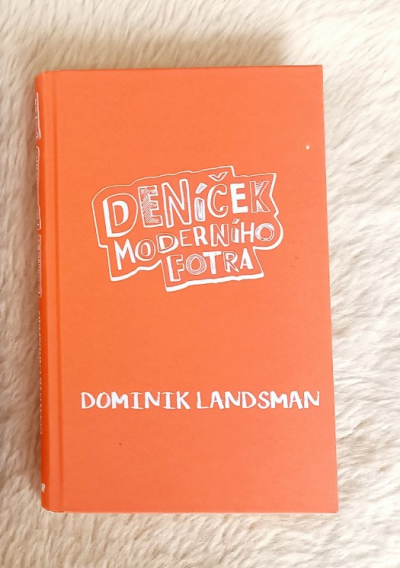 DENÍČEK
MODERNÍHO
FOTRA
DOMINIK LANDSMAN